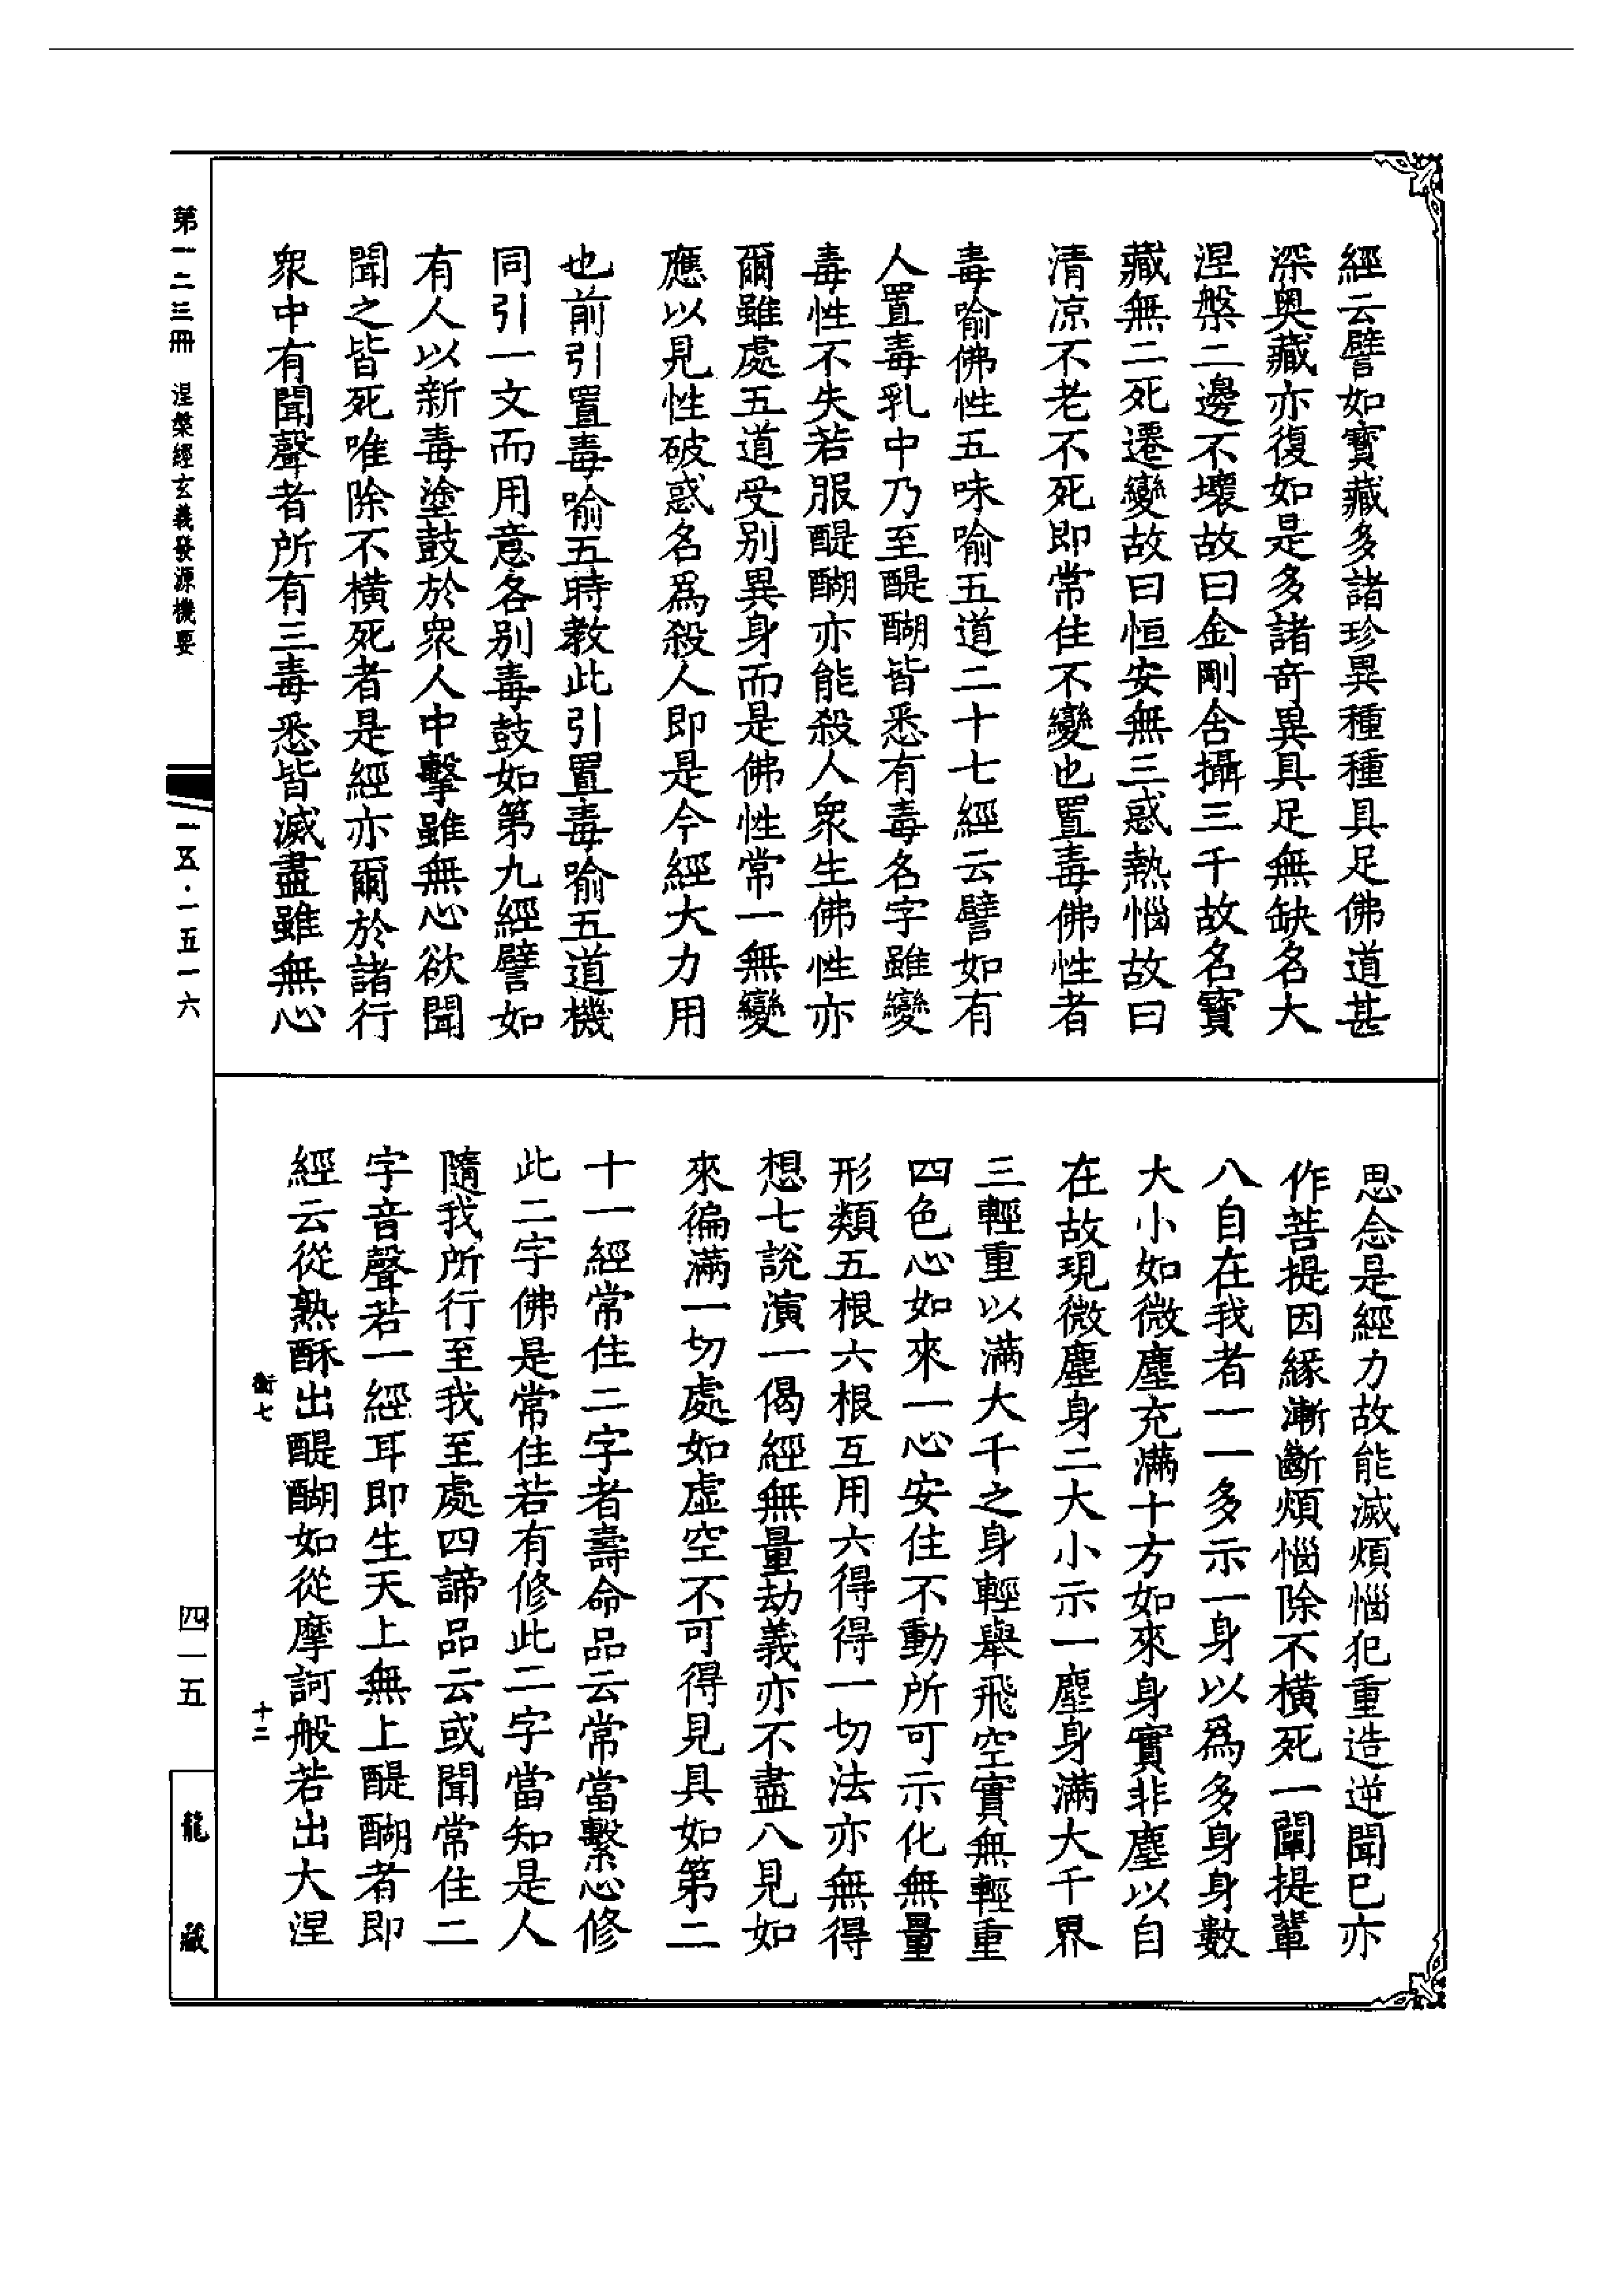 經云譬如寶藏多諸珍異種種具足佛道甚
深奧藏亦復如是多諸奇異具足無缺名大
涅槃二邊不壞故曰金剛含攝三千故名寶
藏無二死遷變故曰恒安無三惑熱惱故曰
清凉不老不死即常住不變也置毒佛性者
毒喻佛性五味喻五道二十七經云譬如有
人置毒乳中乃至醍醐皆悉有毒名字雖變
毒性不失若服醍醐亦能殺人衆生佛性亦
爾雖處五道受別異身而是佛性常一無變
應以見性破惑名爲殺人即是今經大力用
也前引置毒喻五時教此引置毒喻五道機
同引一文而用意各別毒鼓如第九經譬如
有人以新毒塗鼓於衆人中擊雖無心欲聞
聞之皆死唯除不橫死者是經亦爾於諸行
衆中有聞聲者所有三毒悉皆滅盡雖無心
思念是經力故能滅煩惱犯重造逆聞已亦
作菩提因緣漸斷煩惱除不橫死一闡提輩
八自在我者一一多示一身以爲多身身數
大小如微塵充滿十方如來身實非塵以自
在故現微塵身二大小示一塵身滿大千界
三輕重以滿大千之身輕舉飛空實無輕重
四色心如來一心安住不動所可示化無量
形類五根六根互用六得得一切法亦無得
想七說演一偈經無量劫義亦不盡八見如
來徧滿一切處如虛空不可得見具如第二
十一經常住二字者壽命品云常當繫心修
此二字佛是常住若有修此二字當知是人
隨我所行至我至處四諦品云或聞常住二
字音聲若一經耳即生天上無上醍醐者即
經云從熟酥出醍醐如從摩訶般若出大涅
衡七 十二
第一二三冊 涅槃經玄義發源機要
一五·一五一六
四一五
龍藏